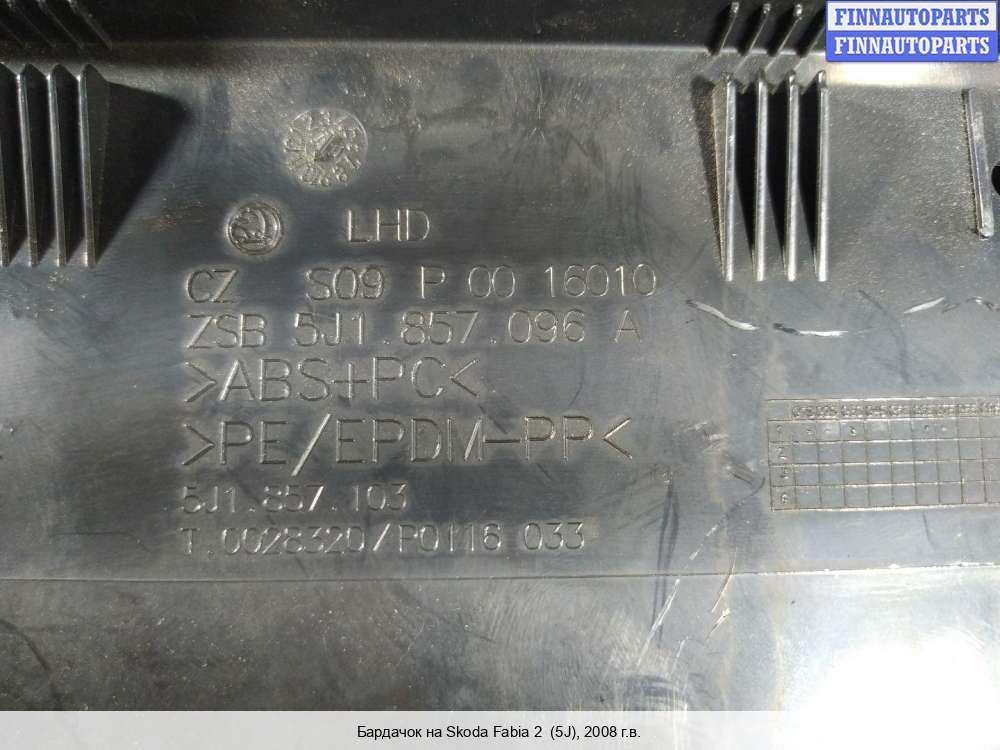 FINNAUTOPARTS
FINNAUTOPARTS
LHD
CZ S09 P 00 16010
ZSB 5J1.857.096 A
>ABS+PC<
>PE/EPDM-PP<
5J1.857.103
T.0028320/P0116 033
Бардачок на Skoda Fabia 2 (5J), 2008 г.в.